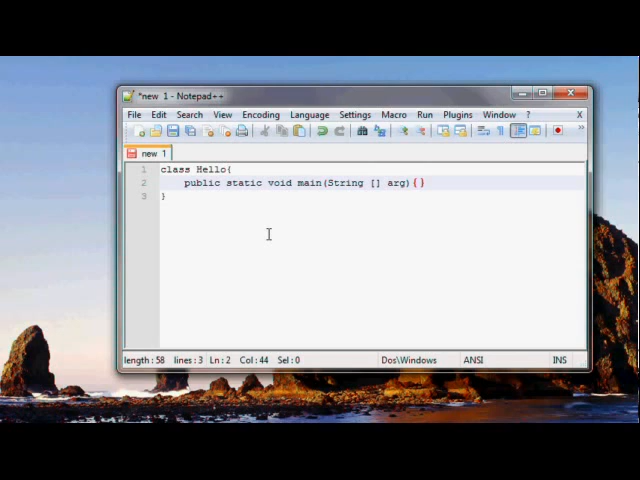 *new  1 - Notepad++
File Edit Search View Encoding Language Settings Macro Run Plugins Window ? X
new 1
1 class Hello{
2     public static void main(String [] arg){}
3 }
length : 58 lines : 3 Ln : 2 Col : 44 Sel : 0 Dos\Windows ANSI INS